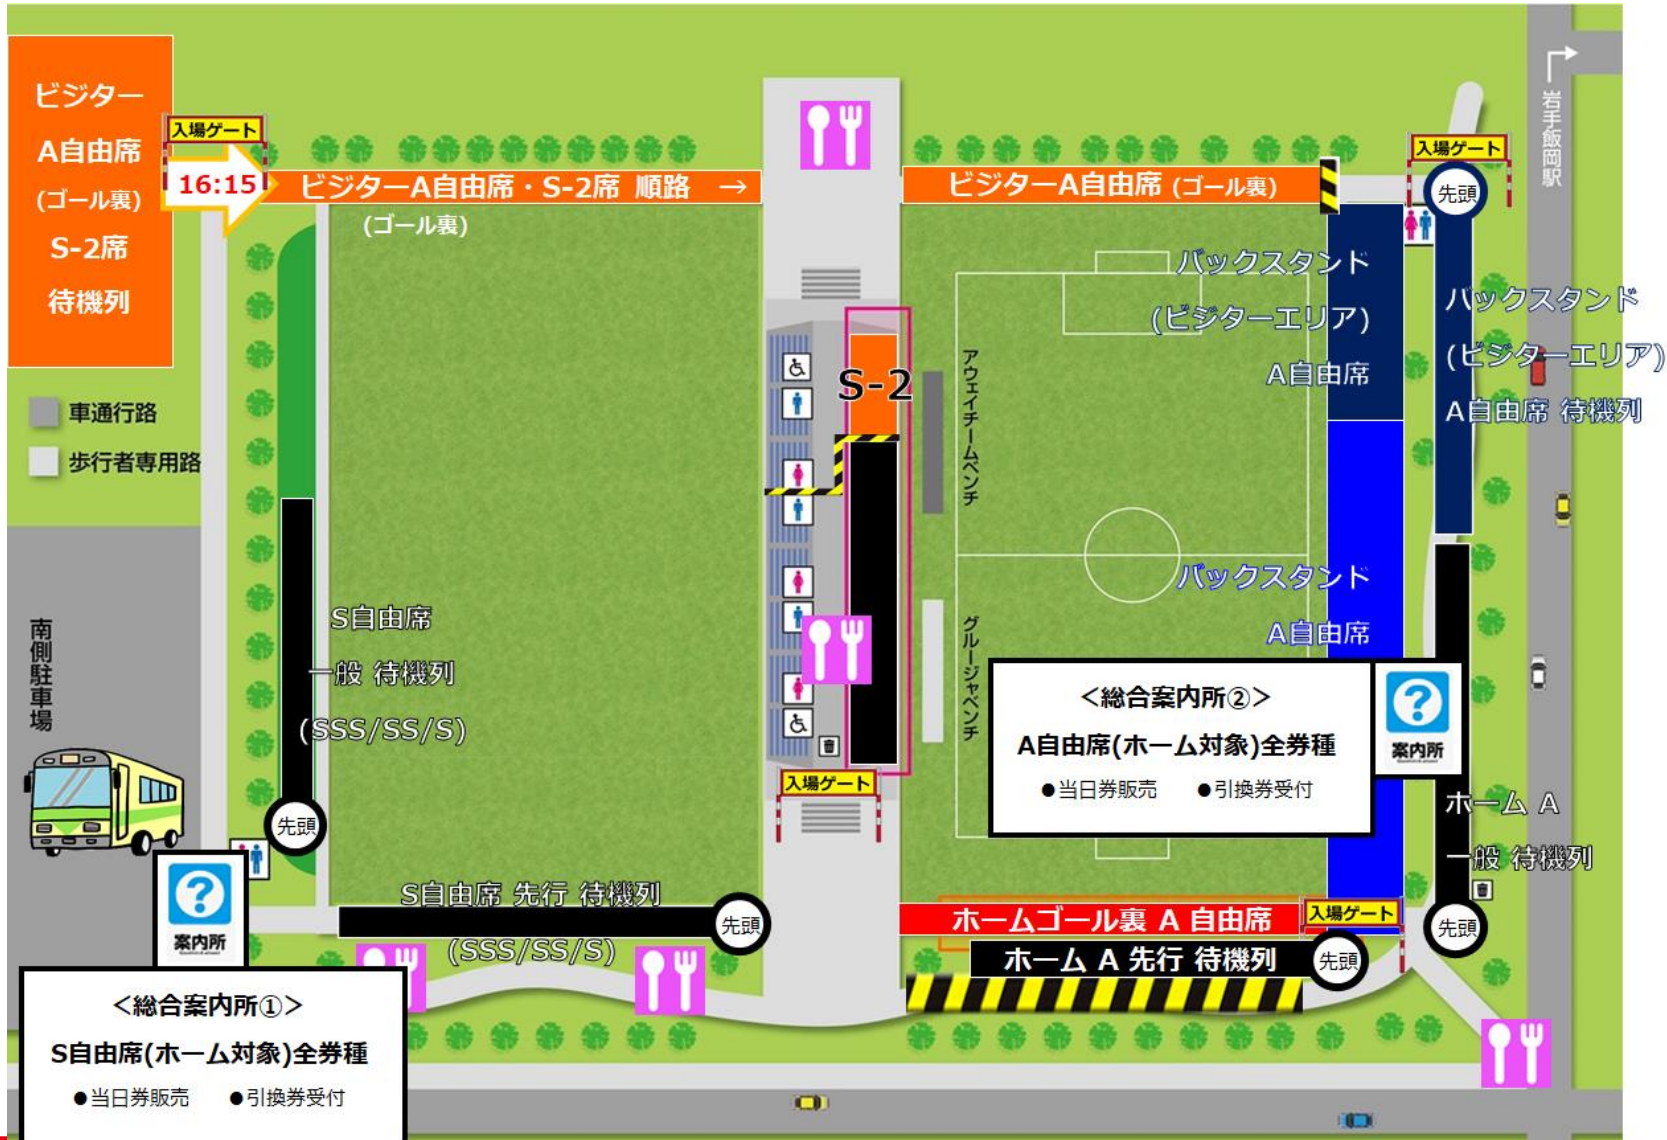 ビジター
A自由席
(ゴール裏)
S-2席
待機列
入場ゲート
16:15
ビジターA自由席・S-2席 順路 →
(ゴール裏)
ビジターA自由席 (ゴール裏)
入場ゲート
先頭
岩手飯岡駅
バックスタンド
(ビジターエリア)
A自由席
バックスタンド
(ビジターエリア)
A自由席 待機列
車通行路
歩行者専用路
S-2
アウェイチームベンチ
バックスタンド
A自由席
南側駐車場
S自由席
一般 待機列
(SSS/SS/S)
先頭
グルージャベンチ
<総合案内所②>
A自由席(ホーム対象)全券種
●当日券販売 ●引換券受付
?
案内所
入場ゲート
ホーム A
一般 待機列
先頭
S自由席 先行 待機列
(SSS/SS/S)
先頭
ホームゴール裏 A 自由席
入場ゲート
ホーム A 先行 待機列
先頭
?
案内所
<総合案内所①>
S自由席(ホーム対象)全券種
●当日券販売 ●引換券受付